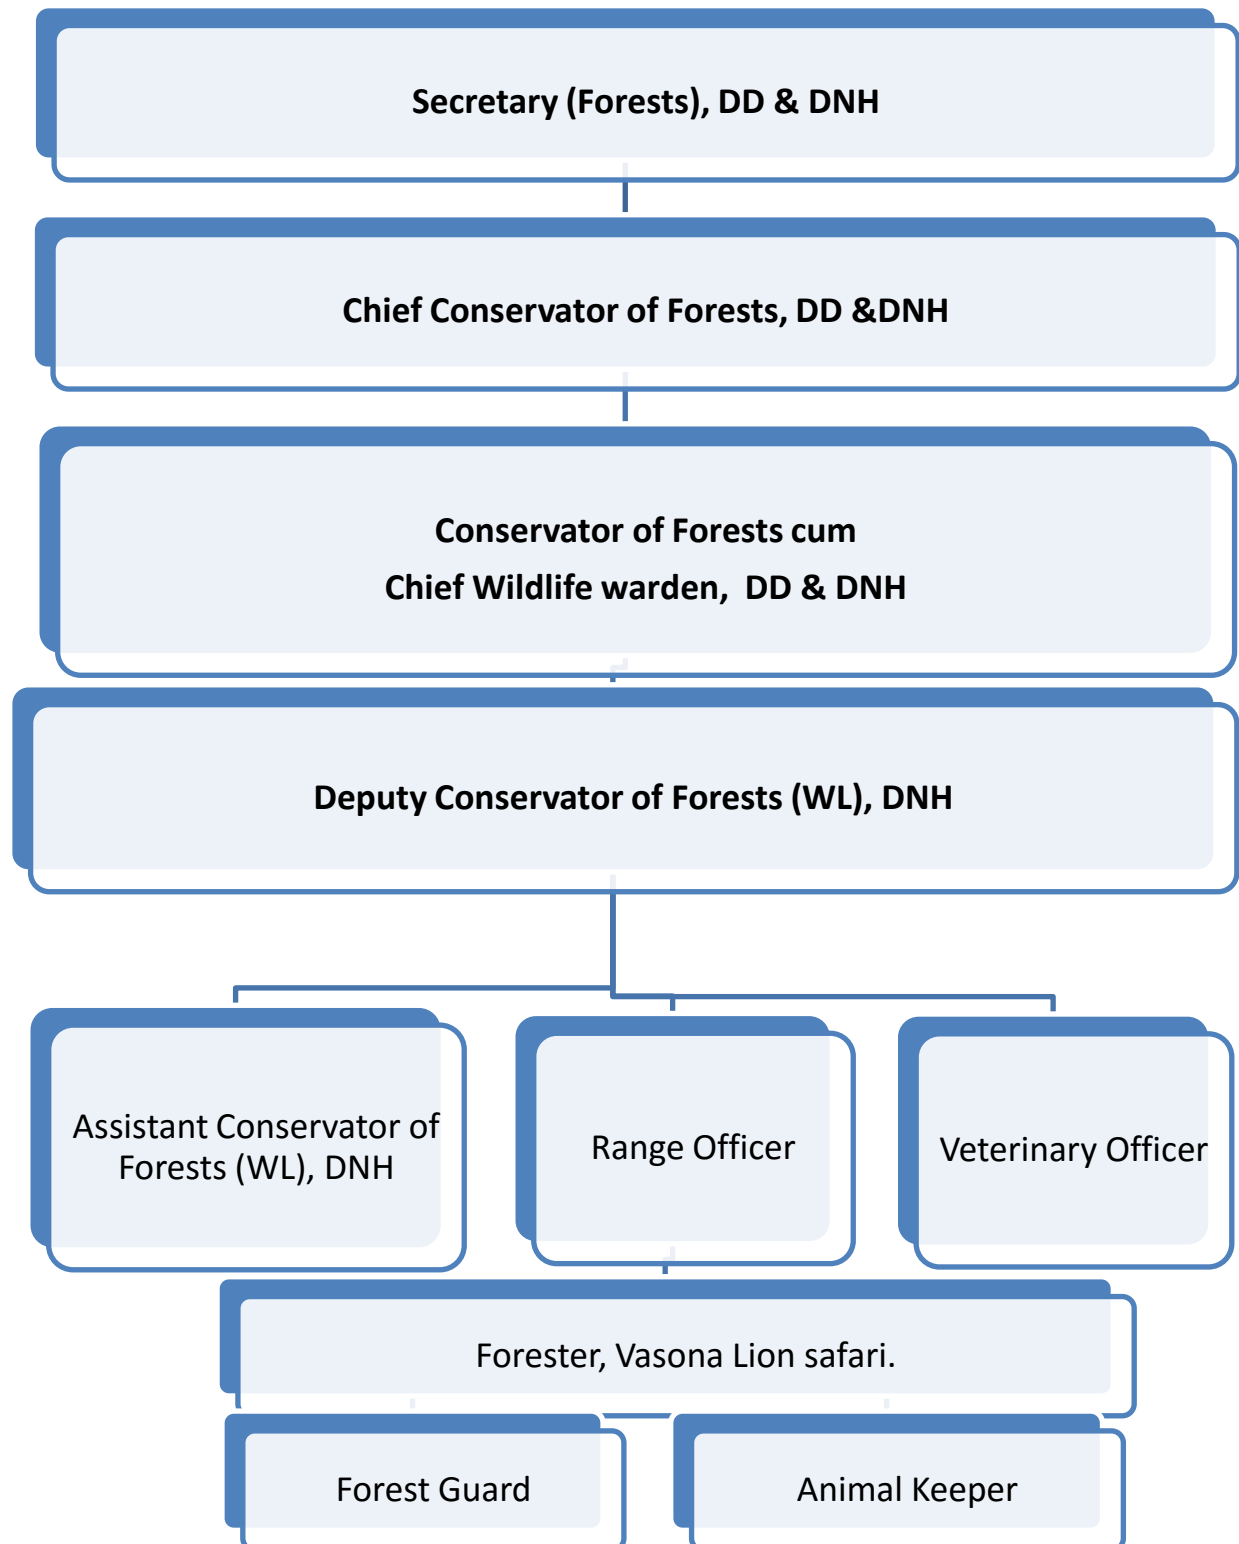 Secretary (Forests), DD & DNH
Chief Conservator of Forests, DD &DNH
Conservator of Forests cum
Chief Wildlife warden, DD & DNH
Deputy Conservator of Forests (WL), DNH
Assistant Conservator of
Forests (WL), DNH
Range Officer
Veterinary Officer
Forester, Vasona Lion safari.
Forest Guard
Animal Keeper